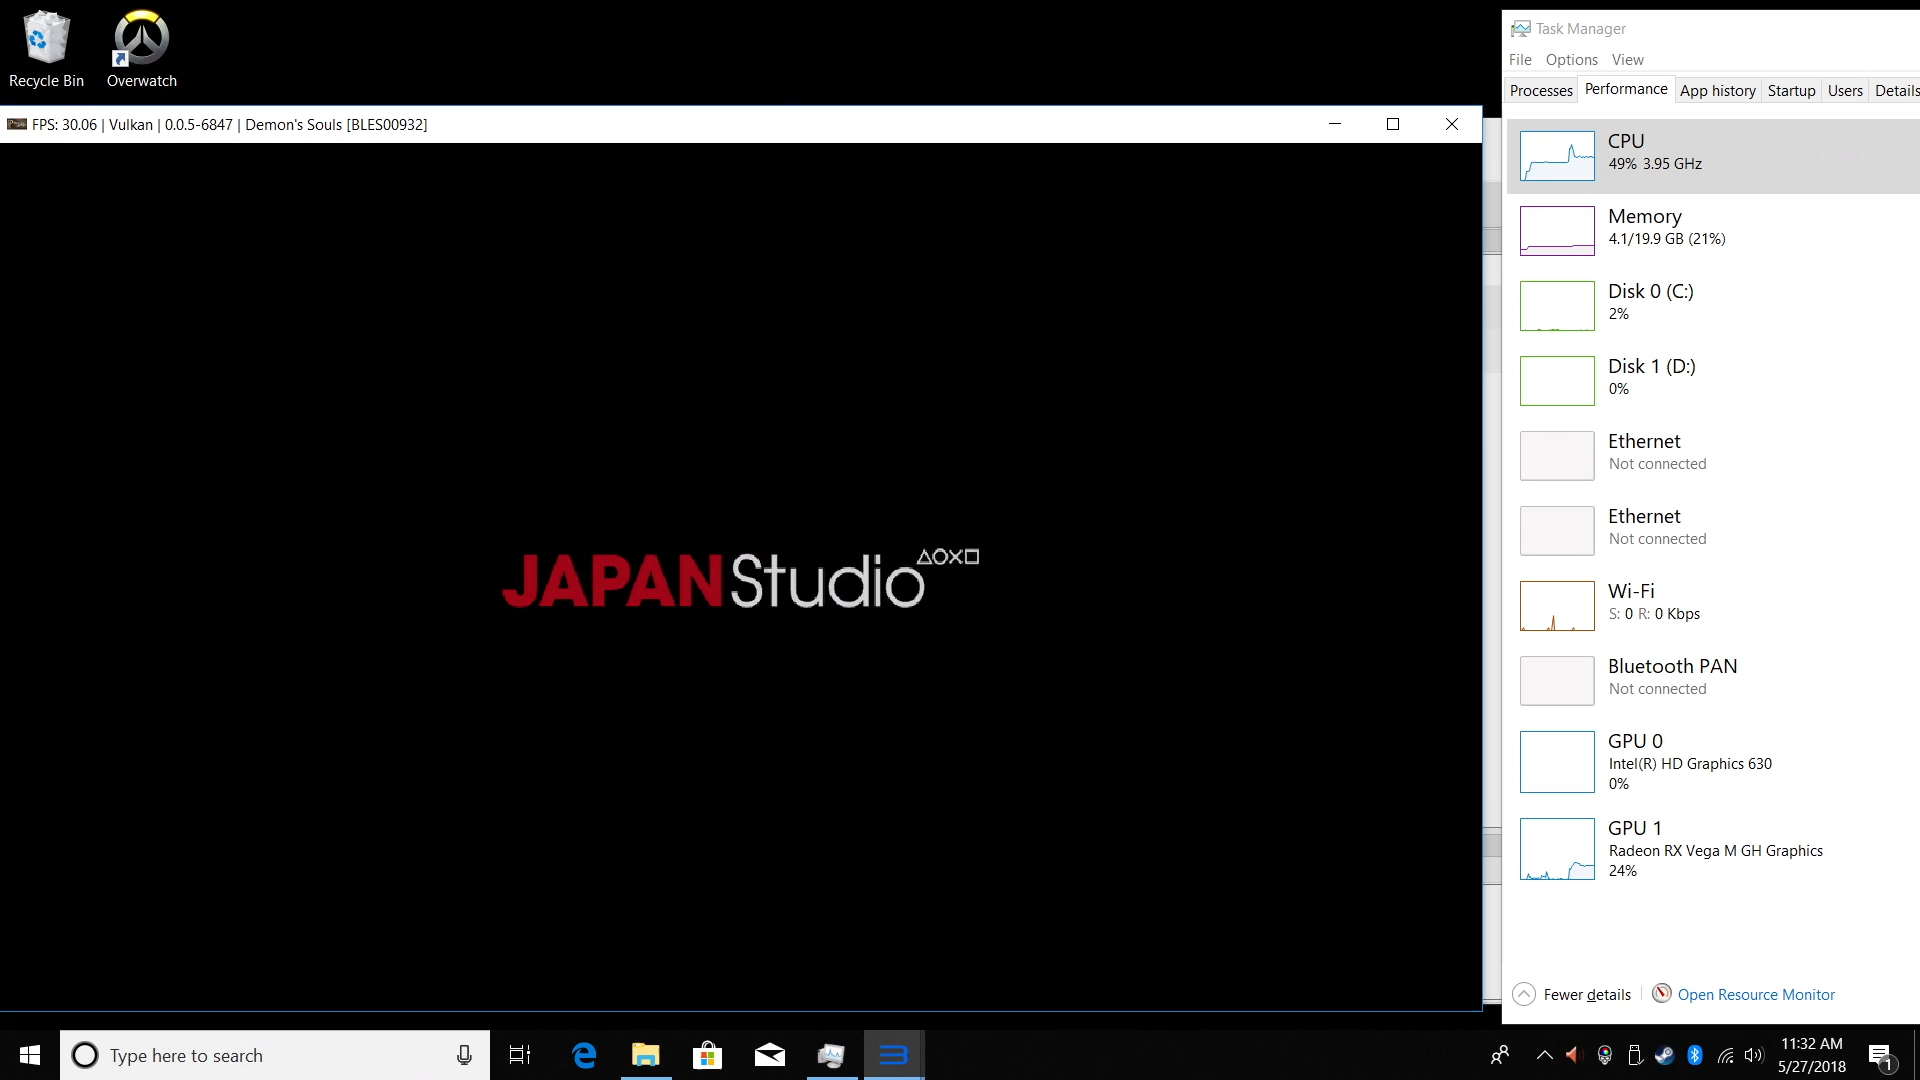 Recycle Bin
Overwatch
FPS: 30.06 | Vulkan | 0.0.5-6847 | Demon's Souls [BLES00932]
JAPAN Studio
Task Manager
File Options View
Processes Performance App history Startup Users Details
CPU
49% 3.95 GHz
Memory
4.1/19.9 GB (21%)
Disk 0 (C:)
2%
Disk 1 (D:)
0%
Ethernet
Not connected
Ethernet
Not connected
Wi-Fi
S: 0 R: 0 Kbps
Bluetooth PAN
Not connected
GPU 0
Intel(R) HD Graphics 630
0%
GPU 1
Radeon RX Vega M GH Graphics
24%
Fewer details Open Resource Monitor
Type here to search
11:32 AM
5/27/2018
1